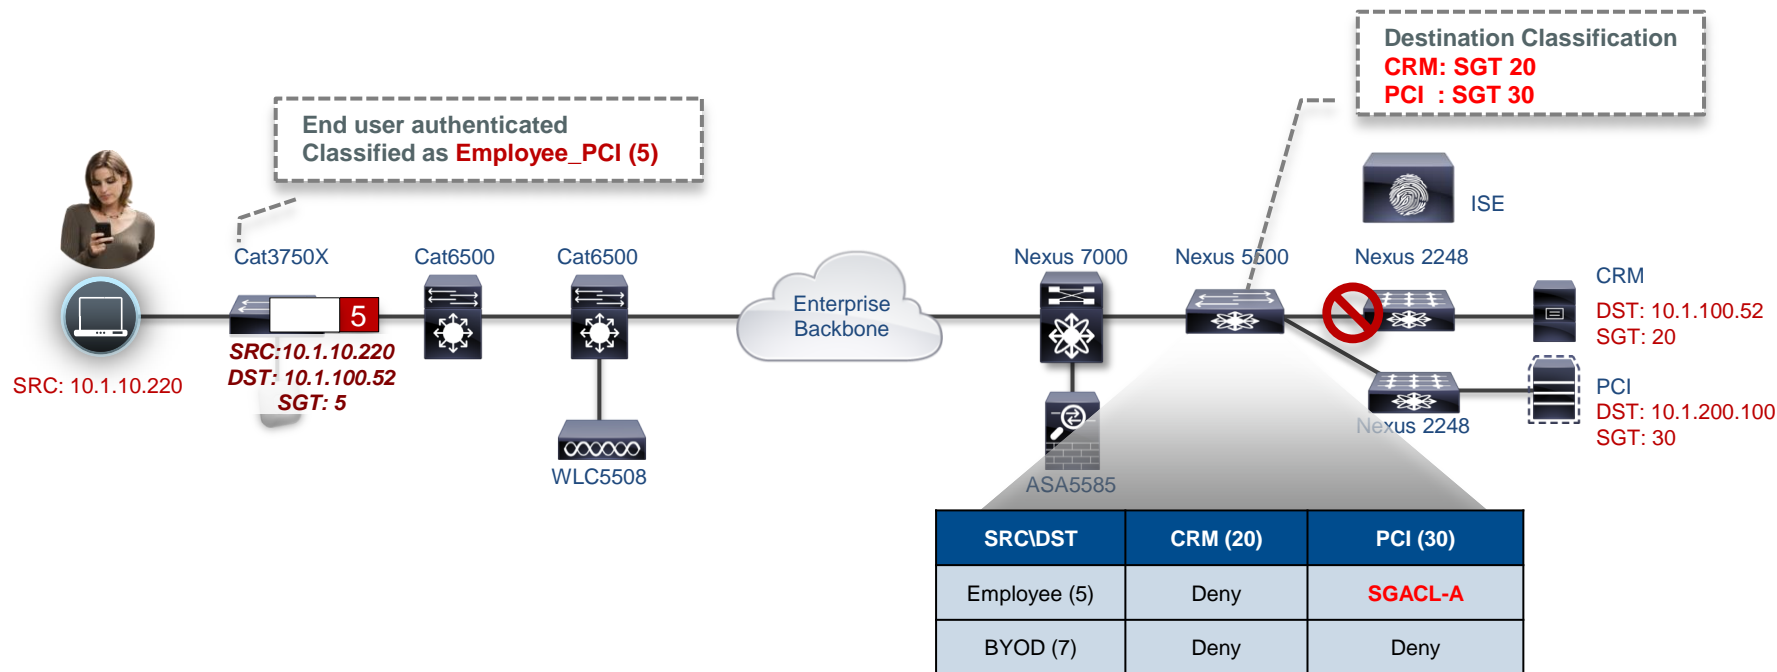 Destination Classification
CRM: SGT 20
PCI : SGT 30
End user authenticated
Classified as Employee_PCI (5)
ISE
Cat3750X
Cat6500
Cat6500
Nexus 7000
Nexus 5500
Nexus 2248
CRM
DST: 10.1.100.52
SGT: 20
Enterprise
Backbone
5
SRC:10.1.10.220
DST: 10.1.100.52
SGT: 5
SRC: 10.1.10.220
PCI
DST: 10.1.200.100
SGT: 30
Nexus 2248
WLC5508
ASA5585
SRC\DST
CRM (20)
PCI (30)
Employee (5)
Deny
SGACL-A
BYOD (7)
Deny
Deny